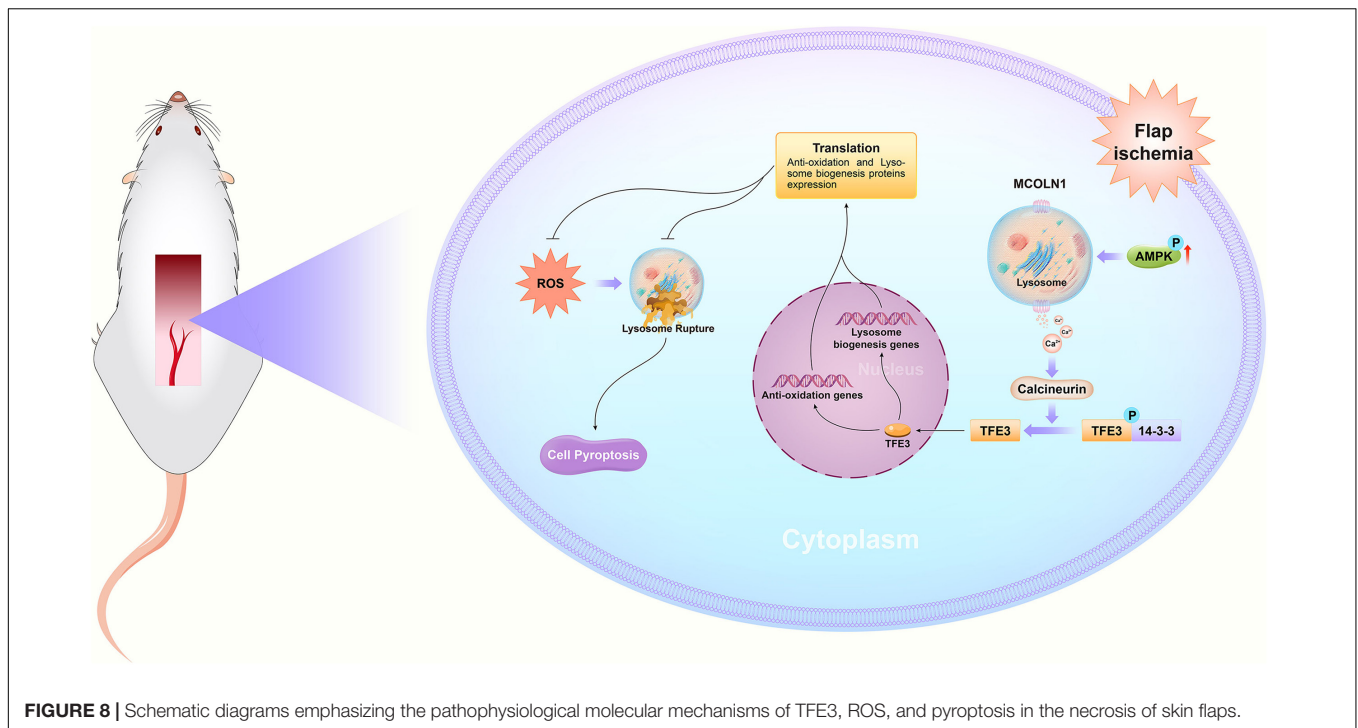 Flap
ischemia
Translation
Anti-oxidation and Lyso-
some biogenesis proteins
expression
MCOLN1
P
AMPK
Lysosome
ROS
Lysosome Rupture
Ca²⁺
Ca²⁺
Ca²⁺
Lysosome
biogenesis genes
Nucleus
Anti-oxidation genes
Calcineurin
P
TFE3
TFE3
TFE3
14-3-3
Cell Pyroptosis
Cytoplasm
FIGURE 8 | Schematic diagrams emphasizing the pathophysiological molecular mechanisms of TFE3, ROS, and pyroptosis in the necrosis of skin flaps.